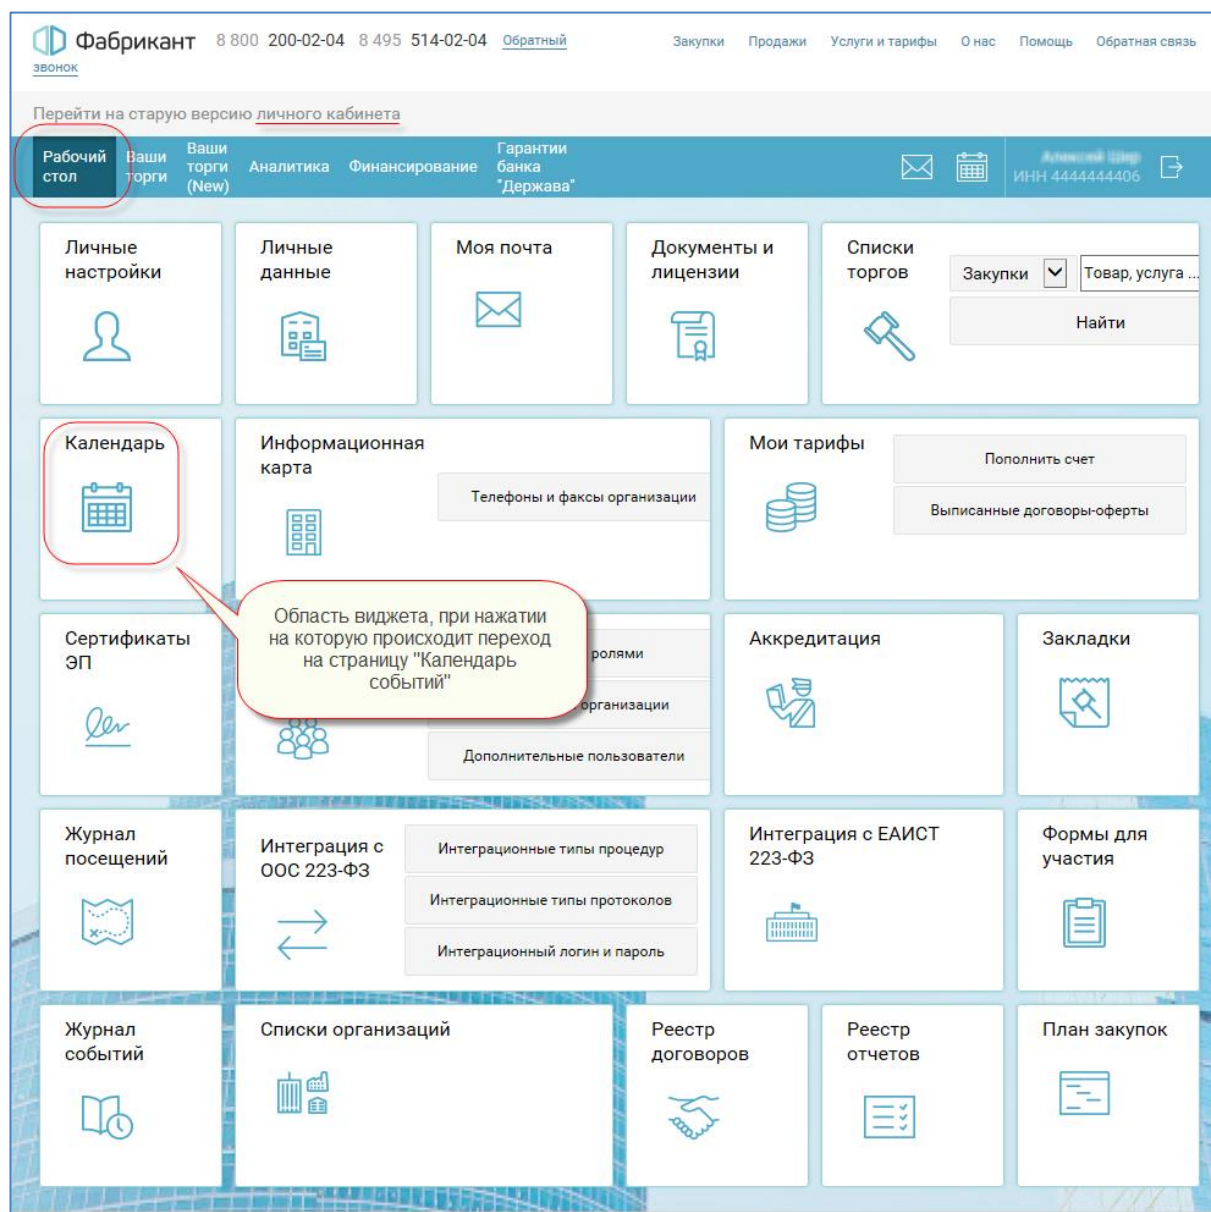 Фабрикант 8 800 200-02-04 8 495 514-02-04 Обратный
звонок
Закупки Продажи Услуги и тарифы О нас Помощь Обратная связь
Перейти на старую версию личного кабинета
Рабочий
стол
Ваши
торги
Ваши
торги
(New)
Аналитика
Финансирование
Гарантии
банка
"Держава"
ИНН 4444444406
Личные
настройки
Личные
данные
Моя почта
Документы и
лицензии
Списки
торгов
Закупки
Товар, услуга ...
Найти
Календарь
Информационная
карта
Телефоны и факсы организации
Мои тарифы
Пополнить счет
Выписанные договоры-оферты
Область виджета, при нажатии
на которую происходит переход
на страницу "Календарь
событий"
Сертификаты
ЭП
ролями
организации
Дополнительные пользователи
Аккредитация
Закладки
Журнал
посещений
Интеграция с
ООС 223-ФЗ
Интеграционные типы процедур
Интеграционные типы протоколов
Интеграционный логин и пароль
Интеграция с ЕАИСТ
223-ФЗ
Формы для
участия
Журнал
событий
Списки организаций
Реестр
договоров
Реестр
отчетов
План закупок